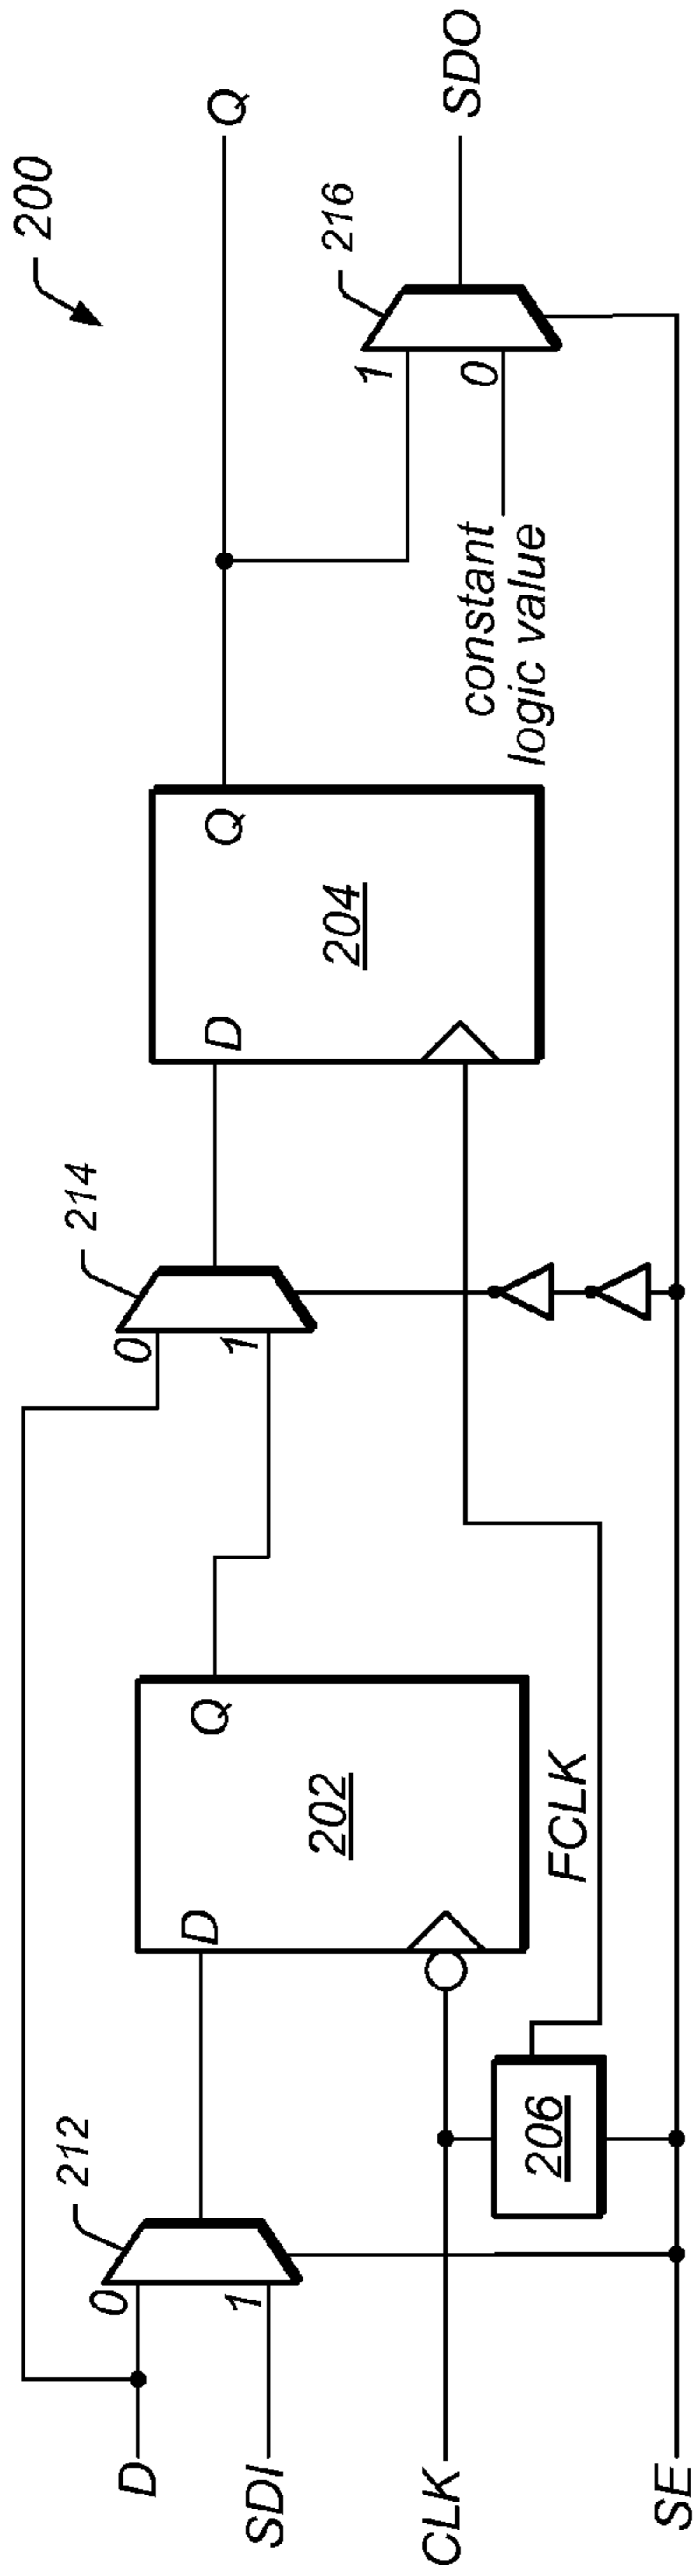 200
Q
SDO
216
1
0
constant
logic value
Q
204
D
214
0
1
Q
202
D
FCLK
206
212
0
1
D
SDI
CLK
SE